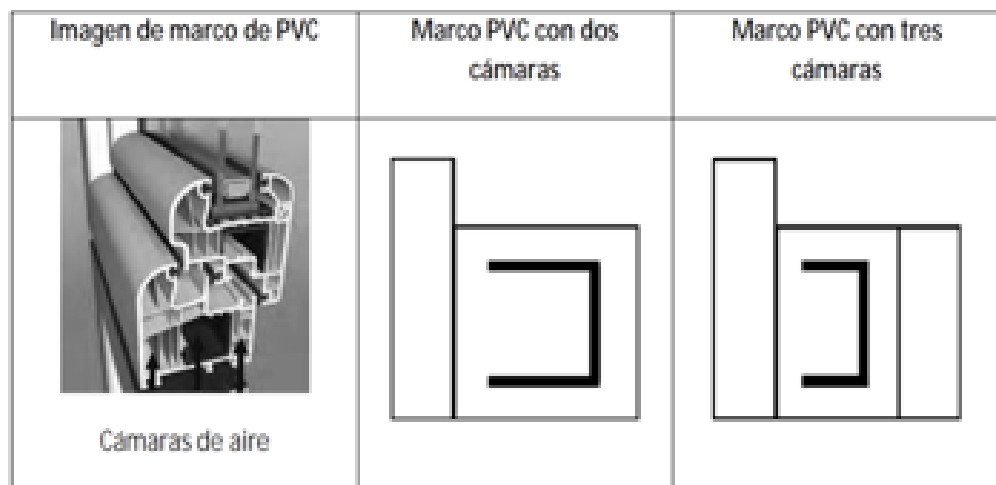 Imagen de marco de PVC
Marco PVC con dos
cámaras
Marco PVC con tres
cámaras
Cámaras de aire